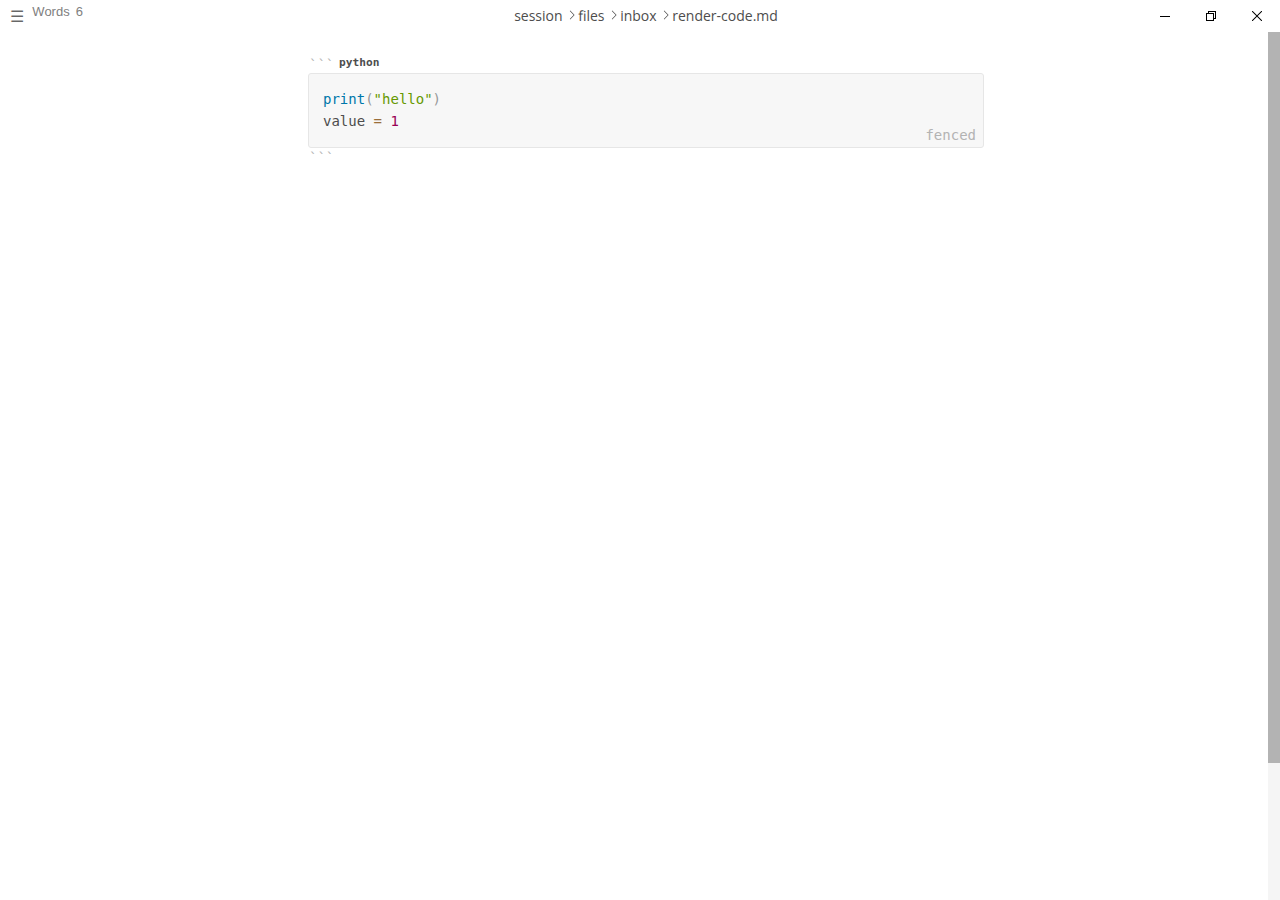 ☰ Words 6
session > files > inbox > render-code.md
``` python
print("hello")
value = 1
fenced
```